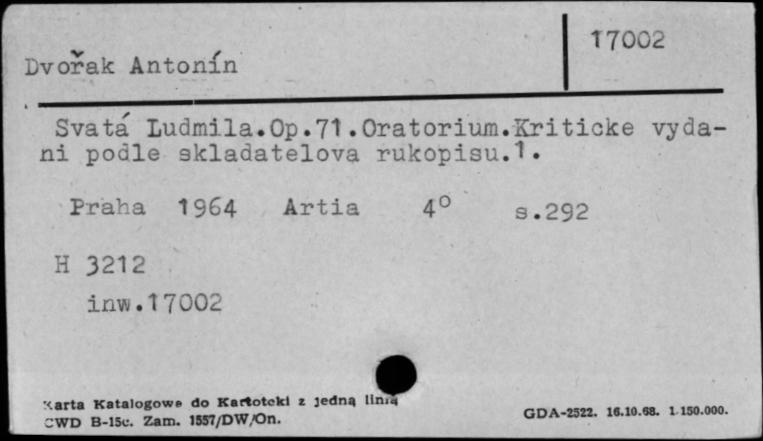 17002
Dvořak Antonín
Svatá Ludmila.Op.71.Oratorium.Kriticke vyda-
ni podle skladatelova rukopisu.1.
Praha 1964 Artia 4° s.292
H 3212
inw.17002
Karta Katalogowa do Kartoteki z jedną linią
CWD B-15c. Zam. 1557/DW/On.
GDA-2522. 16.10.68. 1.150.000.